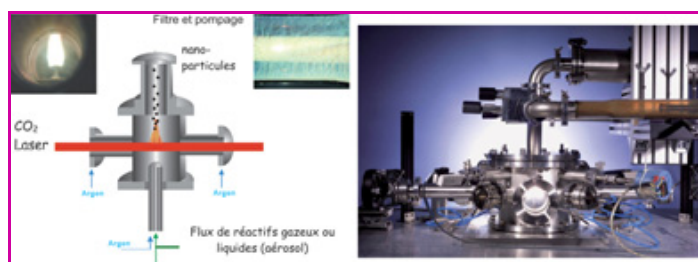 Filtre et pompage
nano-
particules
CO₂
Laser
Argon
Argon
Argon
Flux de réactifs gazeux ou
liquides (aérosol)